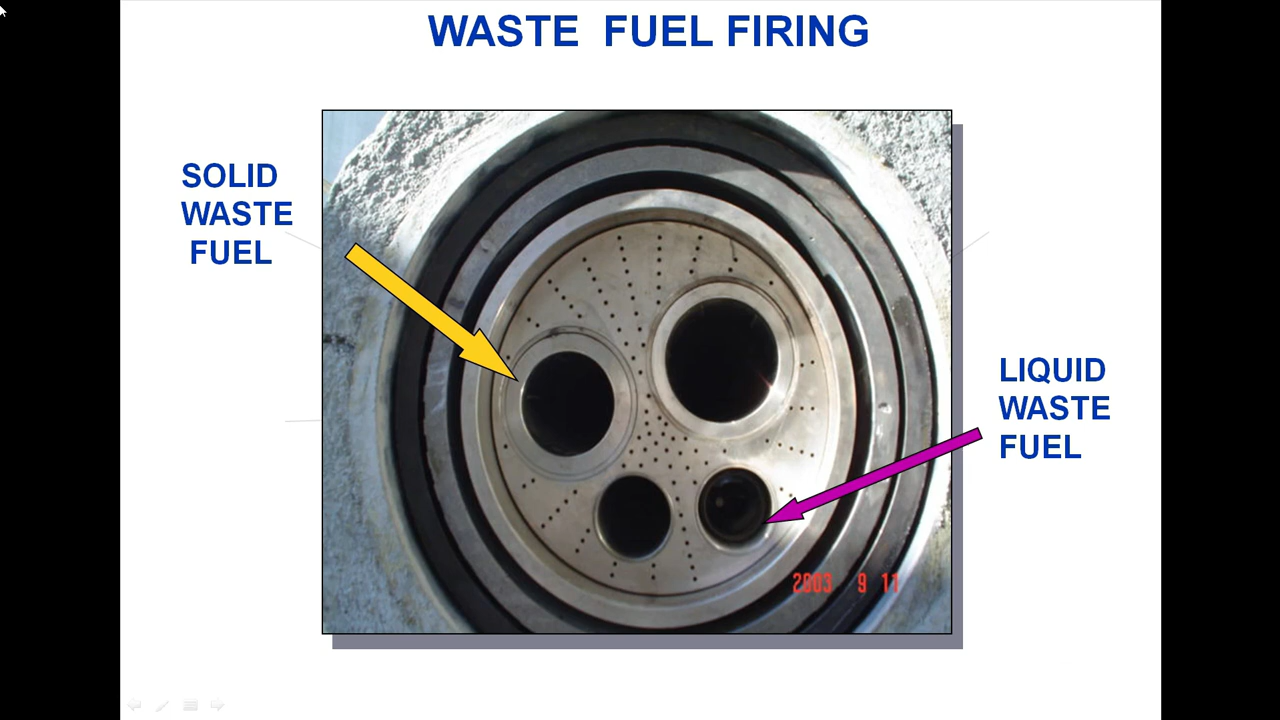 WASTE FUEL FIRING
SOLID
WASTE
FUEL
LIQUID
WASTE
FUEL
2003 9 11